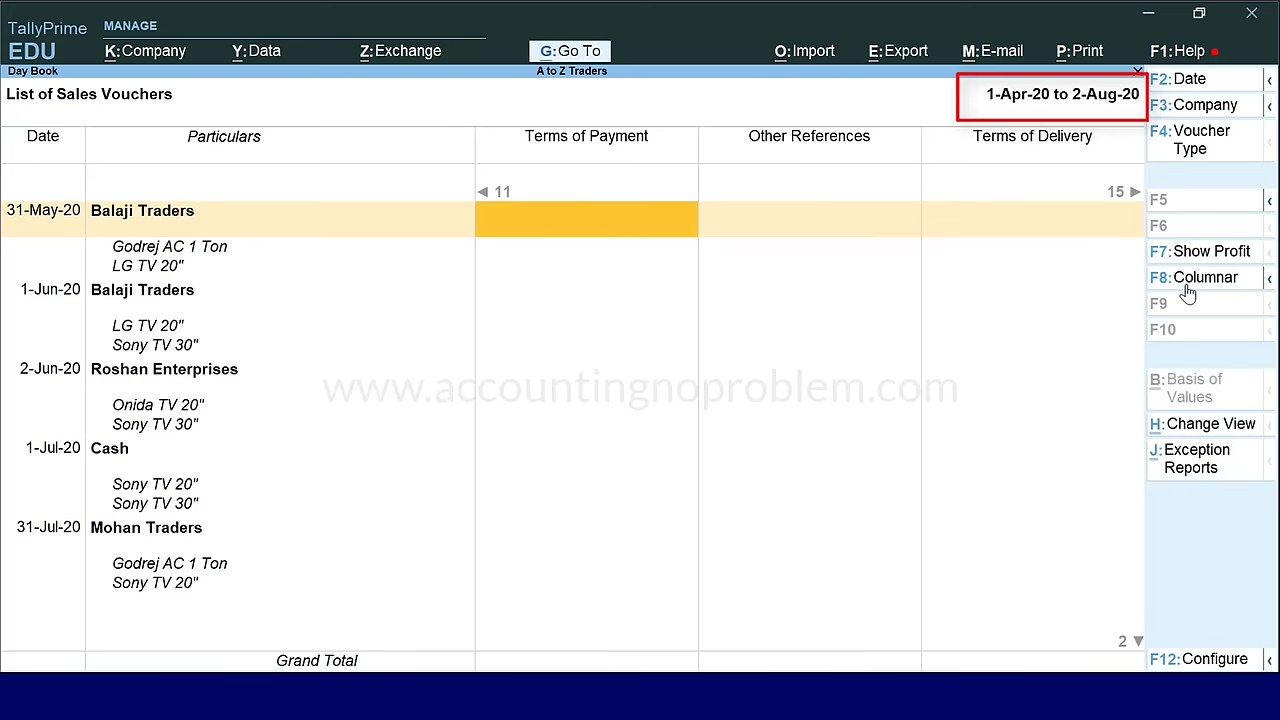 TallyPrime
EDU
MANAGE
K:Company Y:Data Z:Exchange G:Go To O:Import E:Export M:E-mail P:Print F1:Help
Day Book A to Z Traders
List of Sales Vouchers 1-Apr-20 to 2-Aug-20
Date Particulars Terms of Payment Other References Terms of Delivery
◀ 11 15 ▶
31-May-20 Balaji Traders
Godrej AC 1 Ton
LG TV 20"
1-Jun-20 Balaji Traders
LG TV 20"
Sony TV 30"
2-Jun-20 Roshan Enterprises
www.accountingnoproblem.com
Onida TV 20"
Sony TV 30"
1-Jul-20 Cash
Sony TV 20"
Sony TV 30"
31-Jul-20 Mohan Traders
Godrej AC 1 Ton
Sony TV 20"
2 ▼
Grand Total
F2:Date
F3:Company
F4:Voucher
Type
F5
F6
F7:Show Profit
F8:Columnar
F9
F10
B:Basis of
Values
H:Change View
J:Exception
Reports
F12:Configure